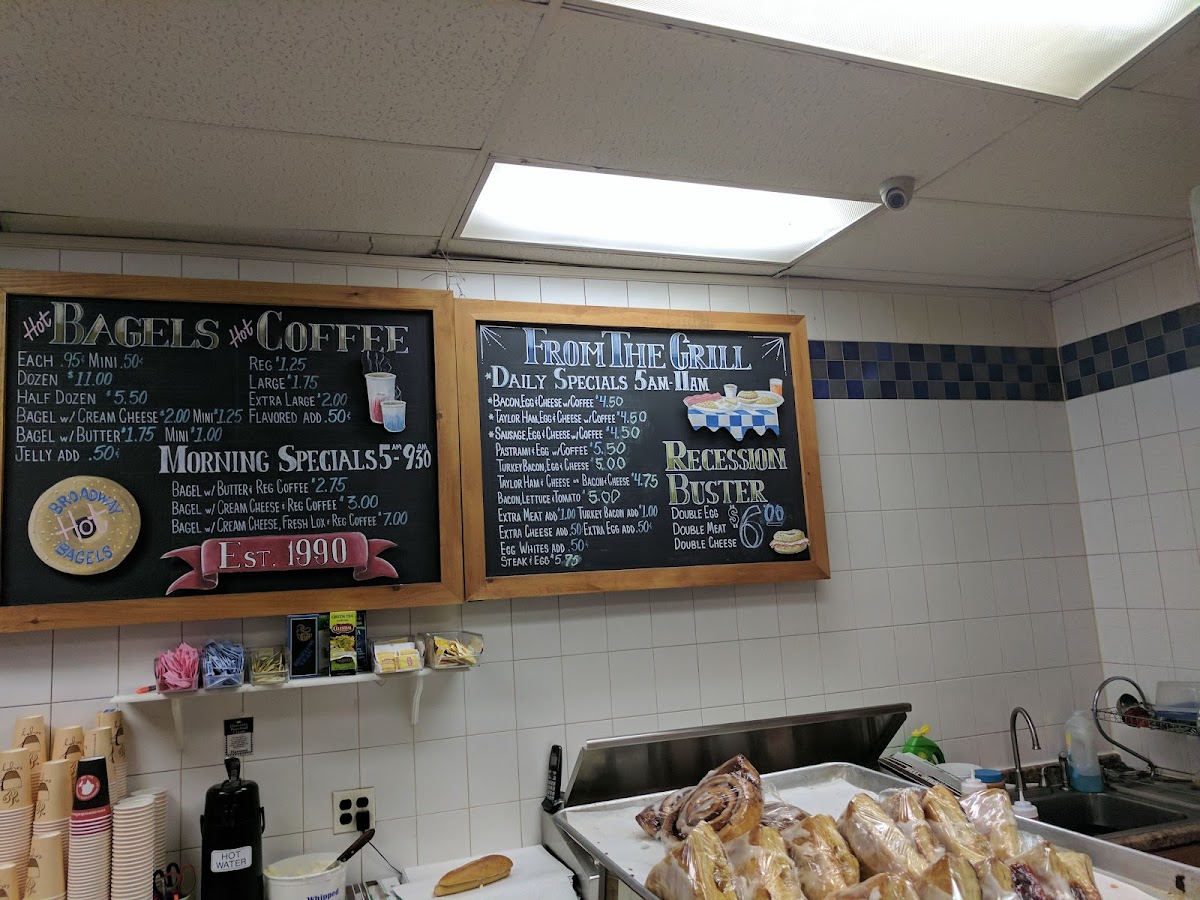 Hot BAGELS Hot COFFEE
EACH .95¢ MINI .50¢
DOZEN $11.00
HALF DOZEN $5.50
BAGEL W/ CREAM CHEESE $2.00 MINI $1.25
BAGEL W/ BUTTER $1.75 MINI $1.00
JELLY ADD .50¢
REG $1.25
LARGE $1.75
EXTRA LARGE $2.00
FLAVORED ADD .50¢
MORNING SPECIALS 5AM-9:30AM
BAGEL W/ BUTTER & REG COFFEE $2.75
BAGEL W/ CREAM CHEESE & REG COFFEE $3.00
BAGEL W/ CREAM CHEESE, FRESH LOX & REG COFFEE $7.00
BROADWAY
Hot
BAGELS
EST. 1990
FROM THE GRILL
*DAILY SPECIALS 5AM-11AM
*BACON, EGG & CHEESE W/ COFFEE $4.50
*TAYLOR HAM, EGG & CHEESE W/ COFFEE $4.50
*SAUSAGE, EGG & CHEESE W/ COFFEE $4.50
PASTRAMI & EGG W/ COFFEE $5.50
TURKEY BACON, EGG & CHEESE $5.00
TAYLOR HAM & CHEESE OR BACON & CHEESE $4.75
BACON, LETTUCE & TOMATO $5.00
EXTRA MEAT ADD $1.00 TURKEY BACON ADD $1.00
EXTRA CHEESE ADD .50 EXTRA EGG ADD .50¢
EGG WHITES ADD .50¢
STEAK & EGG $5.75
RECESSION
BUSTER
DOUBLE EGG
DOUBLE MEAT
DOUBLE CHEESE
$6.00
HOT
WATER
Whipped